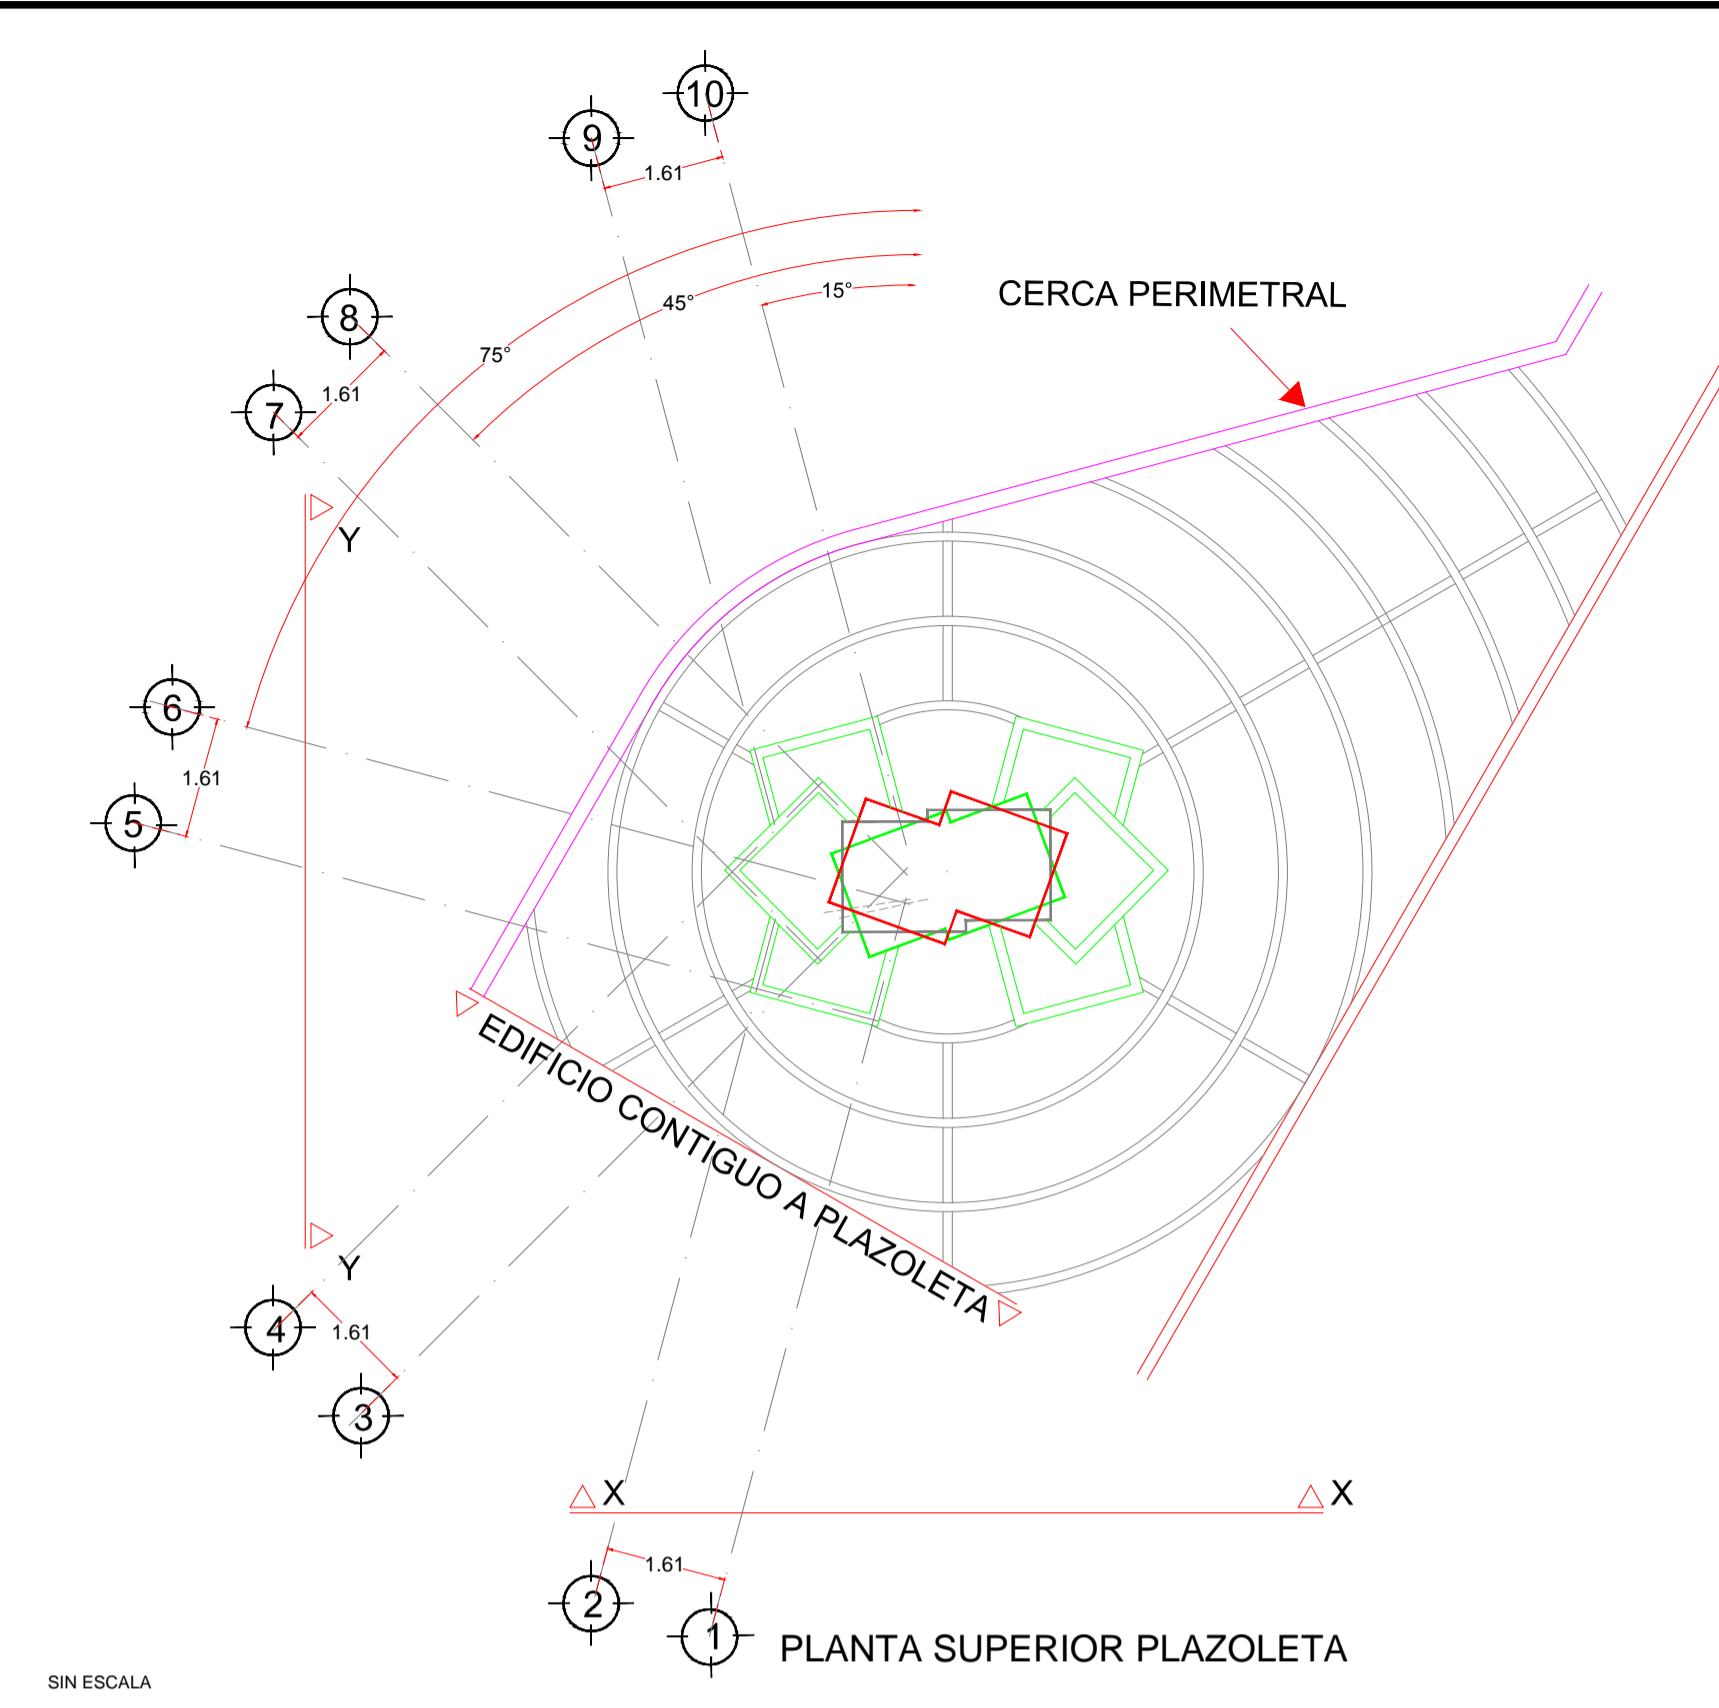 10
9
1.61
15°
CERCA PERIMETRAL
45°
8
75°
1.61
7
Y
6
1.61
5
EDIFICIO CONTIGUO A PLAZOLETA
Y
4
1.61
3
X
X
1.61
2
1
PLANTA SUPERIOR PLAZOLETA
SIN ESCALA